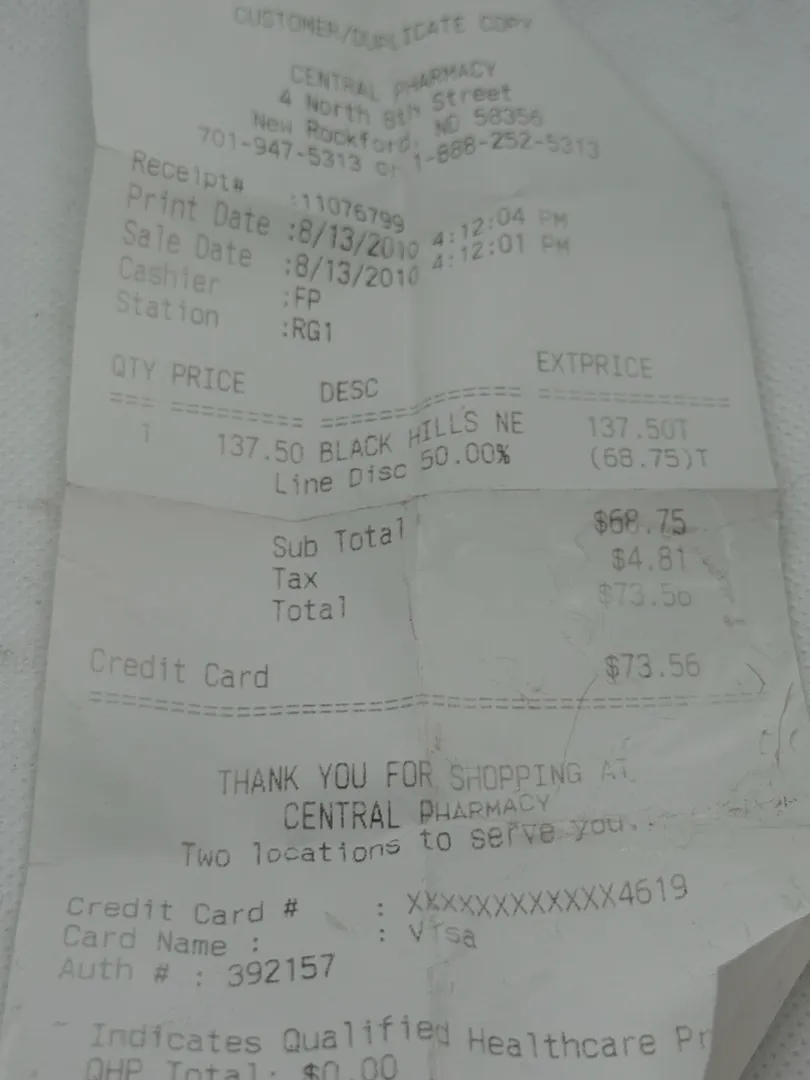 CUSTOMER/DUPLICATE COPY
CENTRAL PHARMACY
4 North 8th Street
New Rockford, ND 58356
701-947-5313 or 1-888-252-5313
Receipt# :11076799
Print Date :8/13/2010 4:12:04 PM
Sale Date :8/13/2010 4:12:01 PM
Cashier :FP
Station :RG1
QTY PRICE DESC EXTPRICE
=== ======== ============ ============
1 137.50 BLACK HILLS NE 137.50T
Line Disc 50.00% (68.75)T
Sub Total $68.75
Tax $4.81
Total $73.56
Credit Card $73.56
========================================
THANK YOU FOR SHOPPING AT
CENTRAL PHARMACY
Two locations to serve you..
Credit Card # : XXXXXXXXXXXX4619
Card Name : : Visa
Auth # : 392157
~ Indicates Qualified Healthcare Pr
QHP Total: $0.00